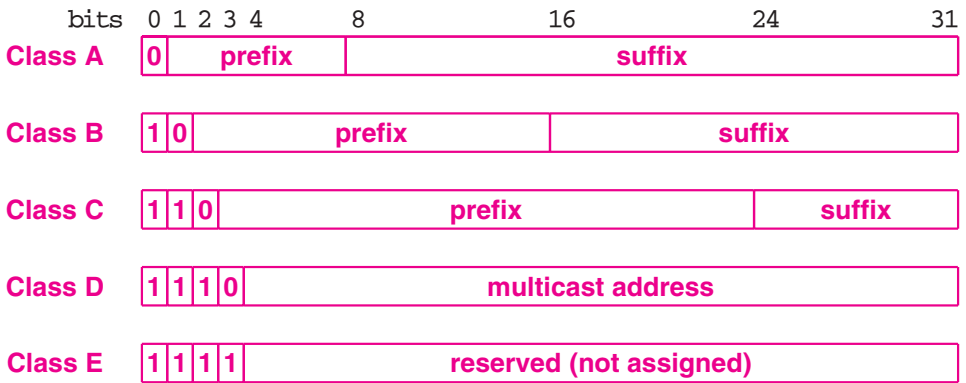 bits 0 1 2 3 4 8 16 24 31
Class A 0 prefix suffix
Class B 1 0 prefix suffix
Class C 1 1 0 prefix suffix
Class D 1 1 1 0 multicast address
Class E 1 1 1 1 reserved (not assigned)